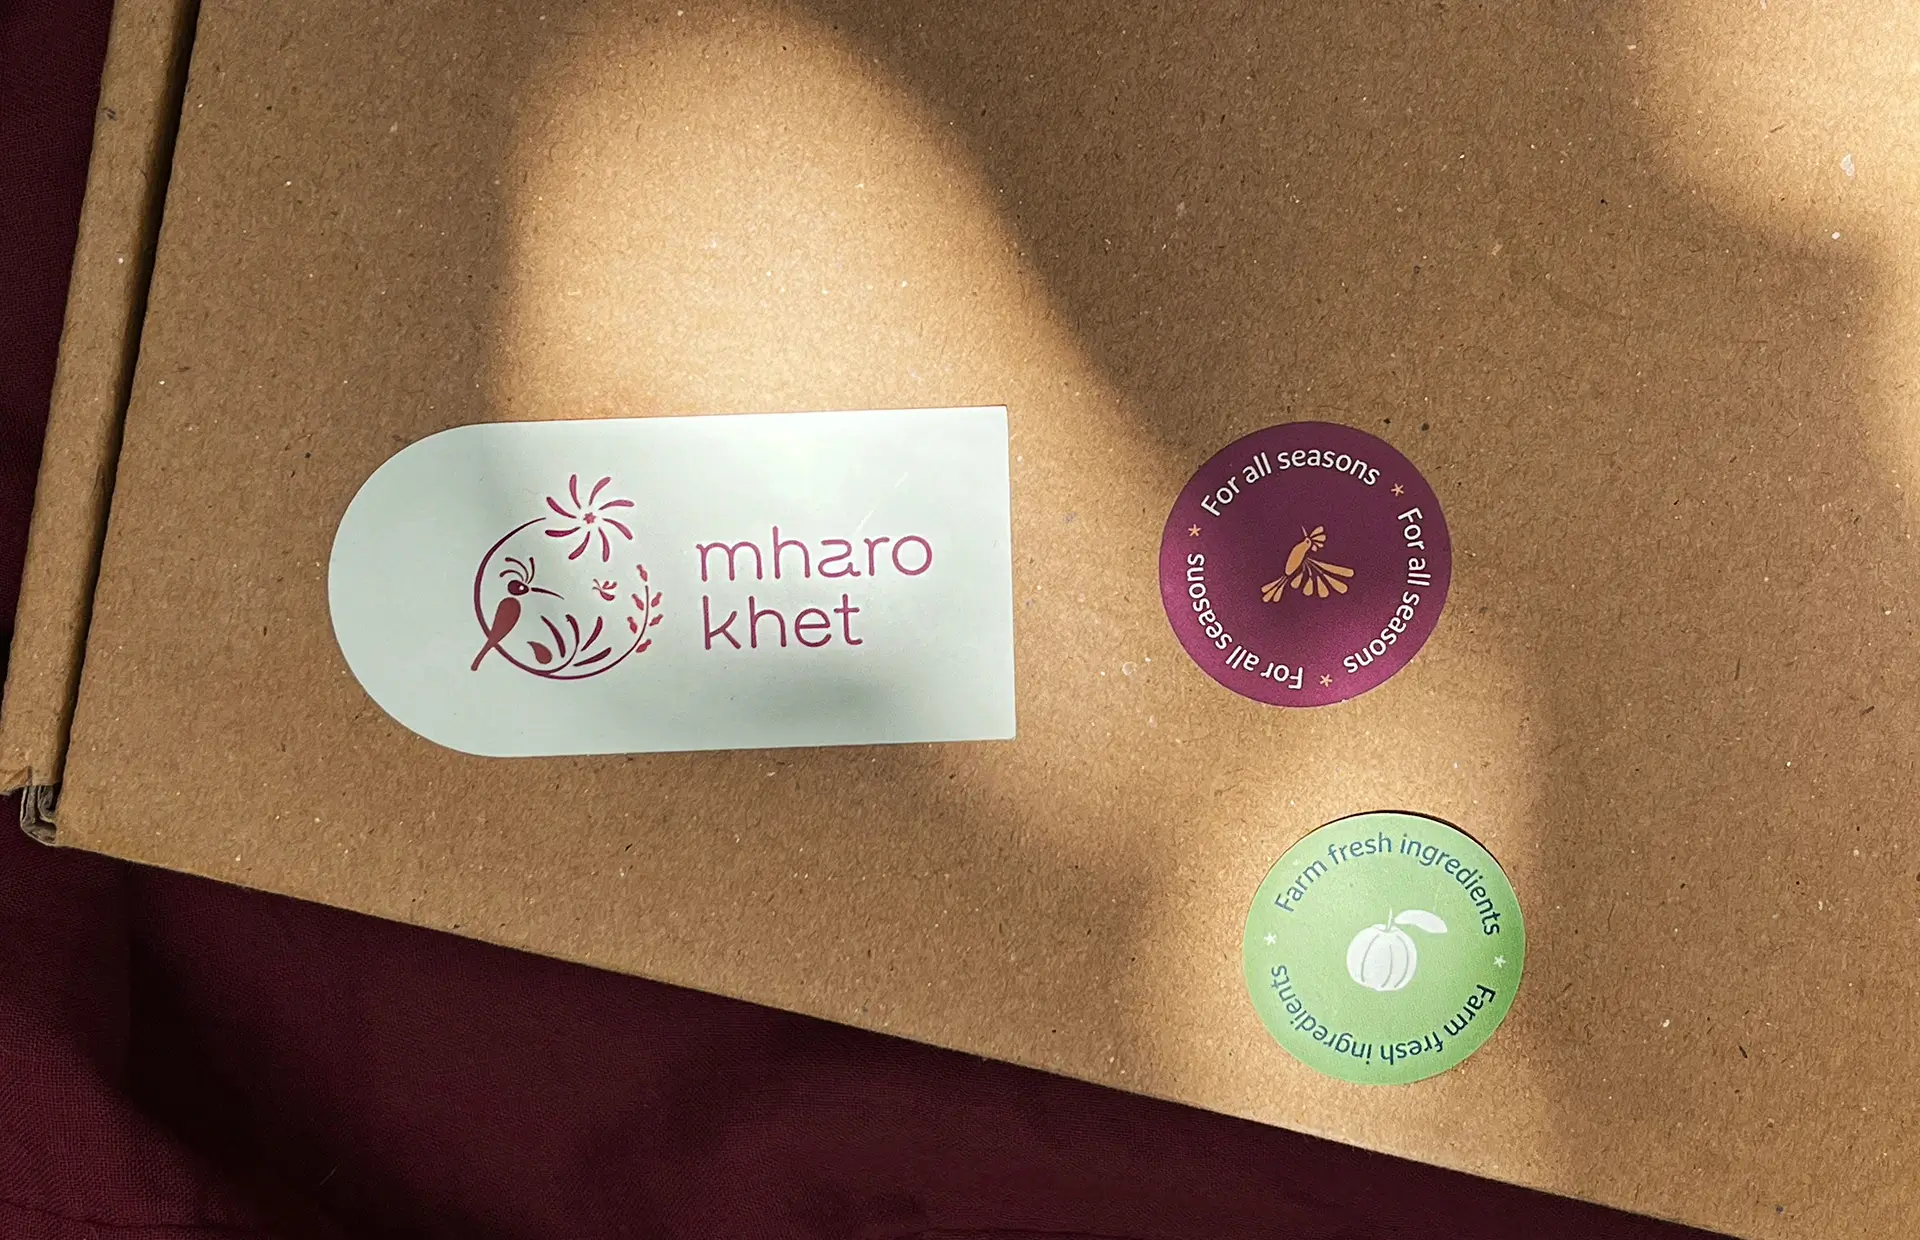 mharo
khet
For all seasons * For all seasons * For all seasons *
Farm fresh ingredients * Farm fresh ingredients *